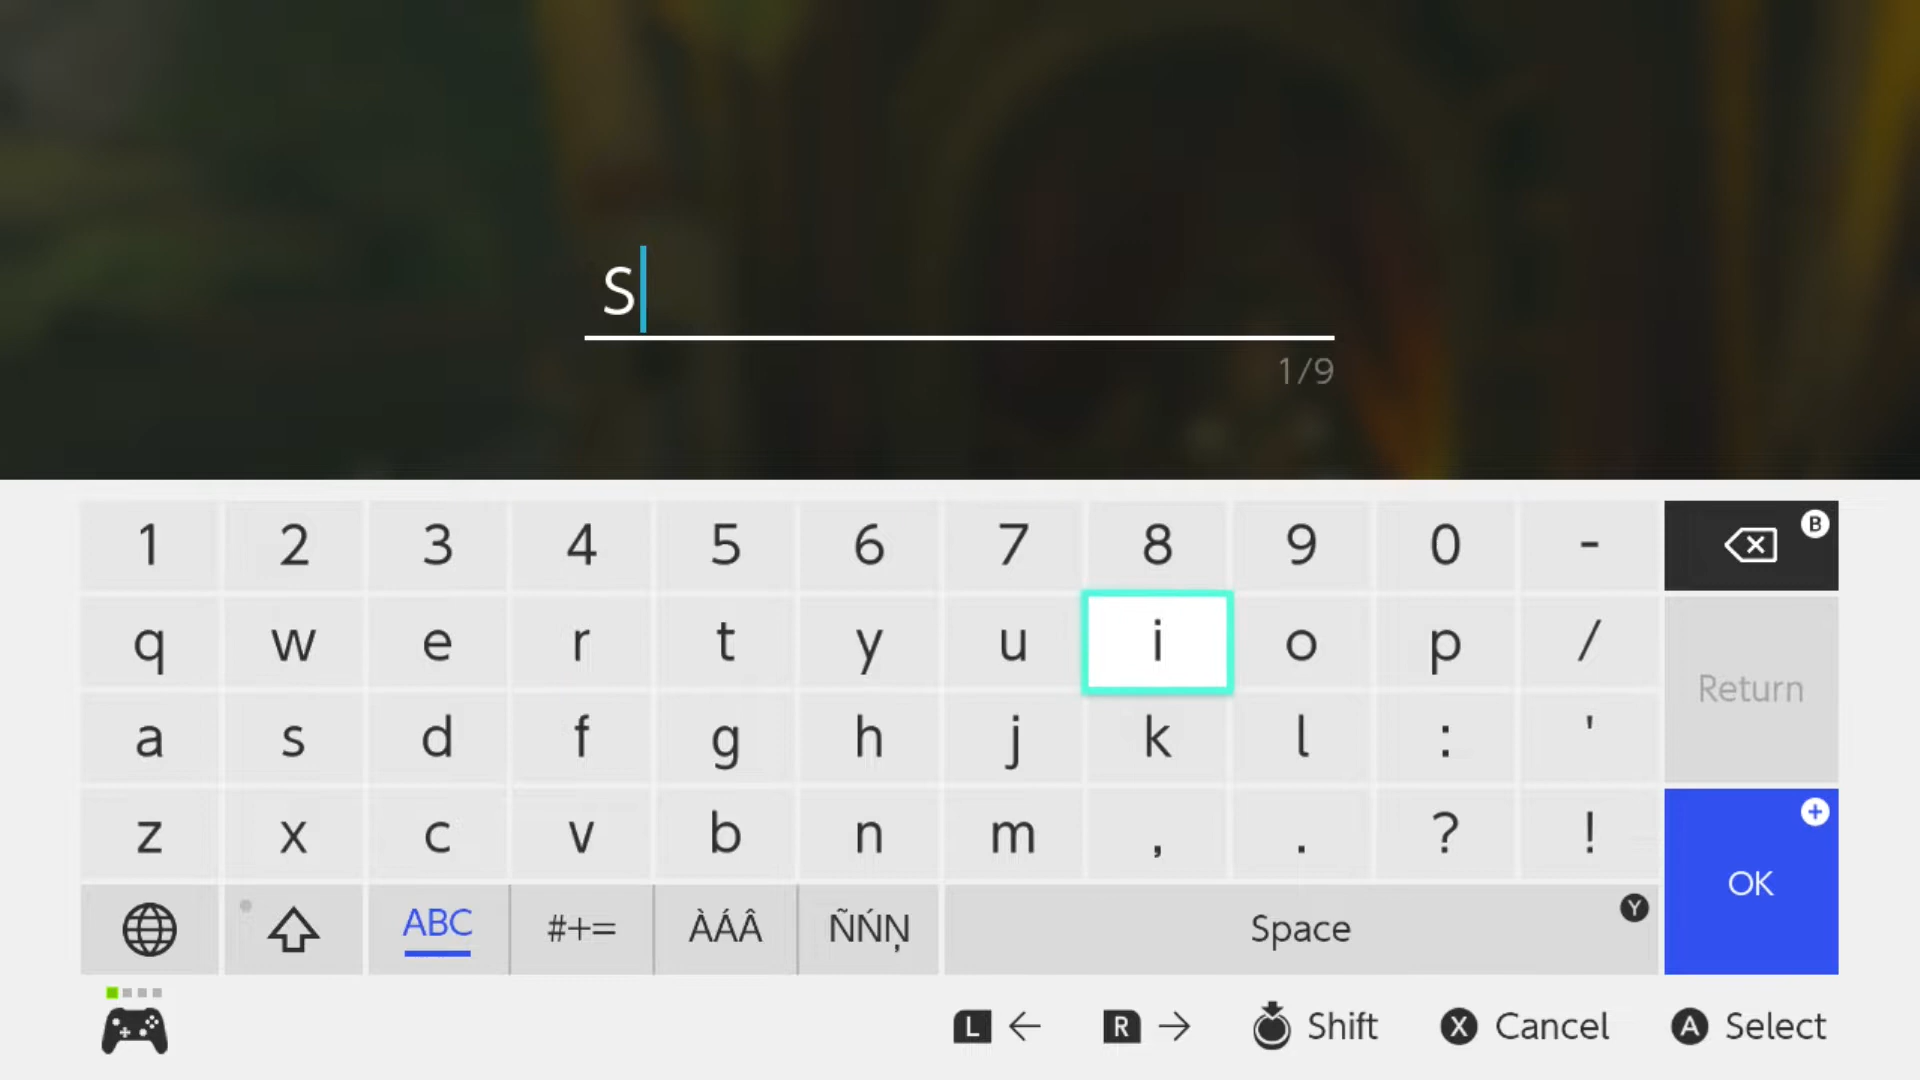 S
1/9
1 2 3 4 5 6 7 8 9 0 - B
q w e r t y u i o p / Return
a s d f g h j k l : '
z x c v b n m , . ? ! +
ABC #+= ÀÁÂ ÑŃŅ Space Y OK
L ← R → Shift X Cancel A Select